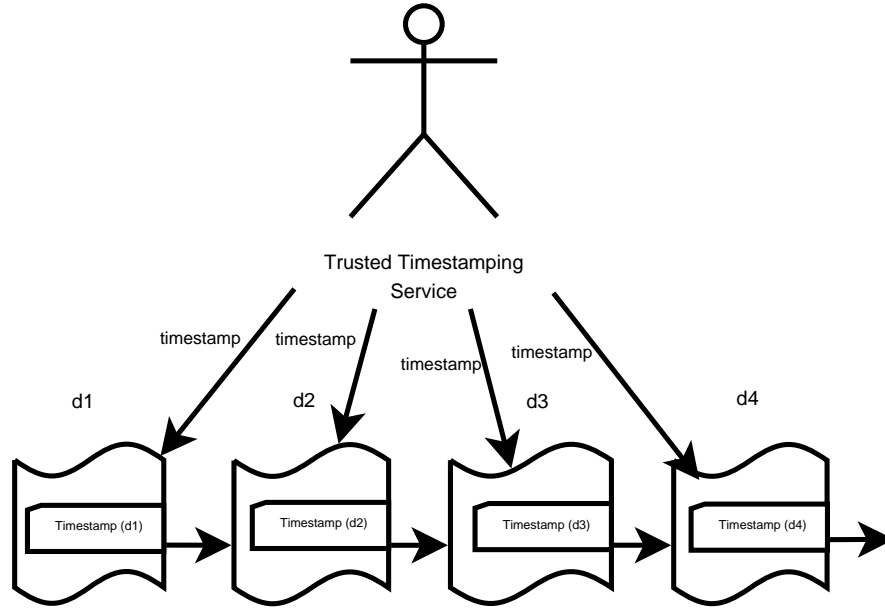 Trusted Timestamping
Service
timestamp
timestamp
timestamp
timestamp
d1
d2
d3
d4
Timestamp (d1)
Timestamp (d2)
Timestamp (d3)
Timestamp (d4)